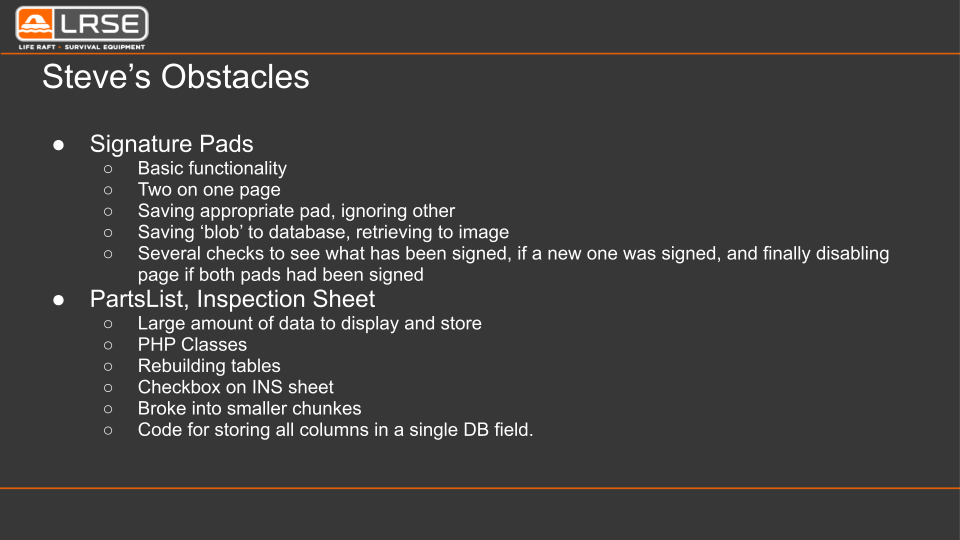 LRSE
LIFE RAFT - SURVIVAL EQUIPMENT
Steve’s Obstacles
● Signature Pads
○ Basic functionality
○ Two on one page
○ Saving appropriate pad, ignoring other
○ Saving ‘blob’ to database, retrieving to image
○ Several checks to see what has been signed, if a new one was signed, and finally disabling
page if both pads had been signed
● PartsList, Inspection Sheet
○ Large amount of data to display and store
○ PHP Classes
○ Rebuilding tables
○ Checkbox on INS sheet
○ Broke into smaller chunkes
○ Code for storing all columns in a single DB field.